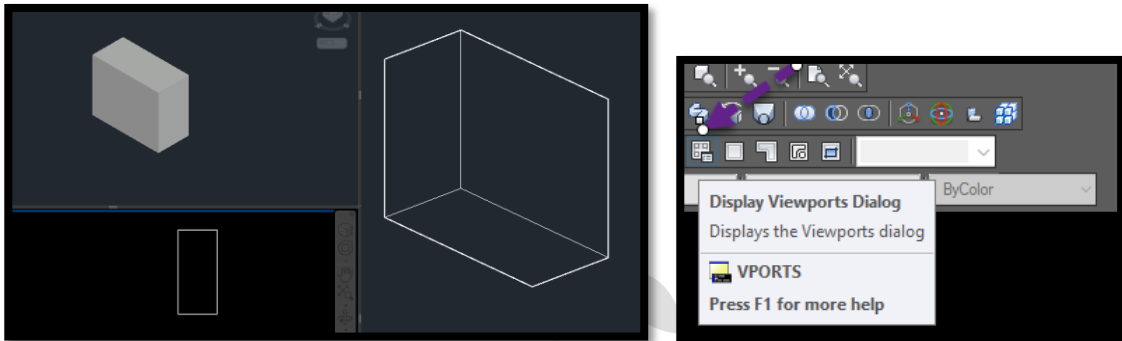 ByColor
Display Viewports Dialog
Displays the Viewports dialog
VPORTS
Press F1 for more help